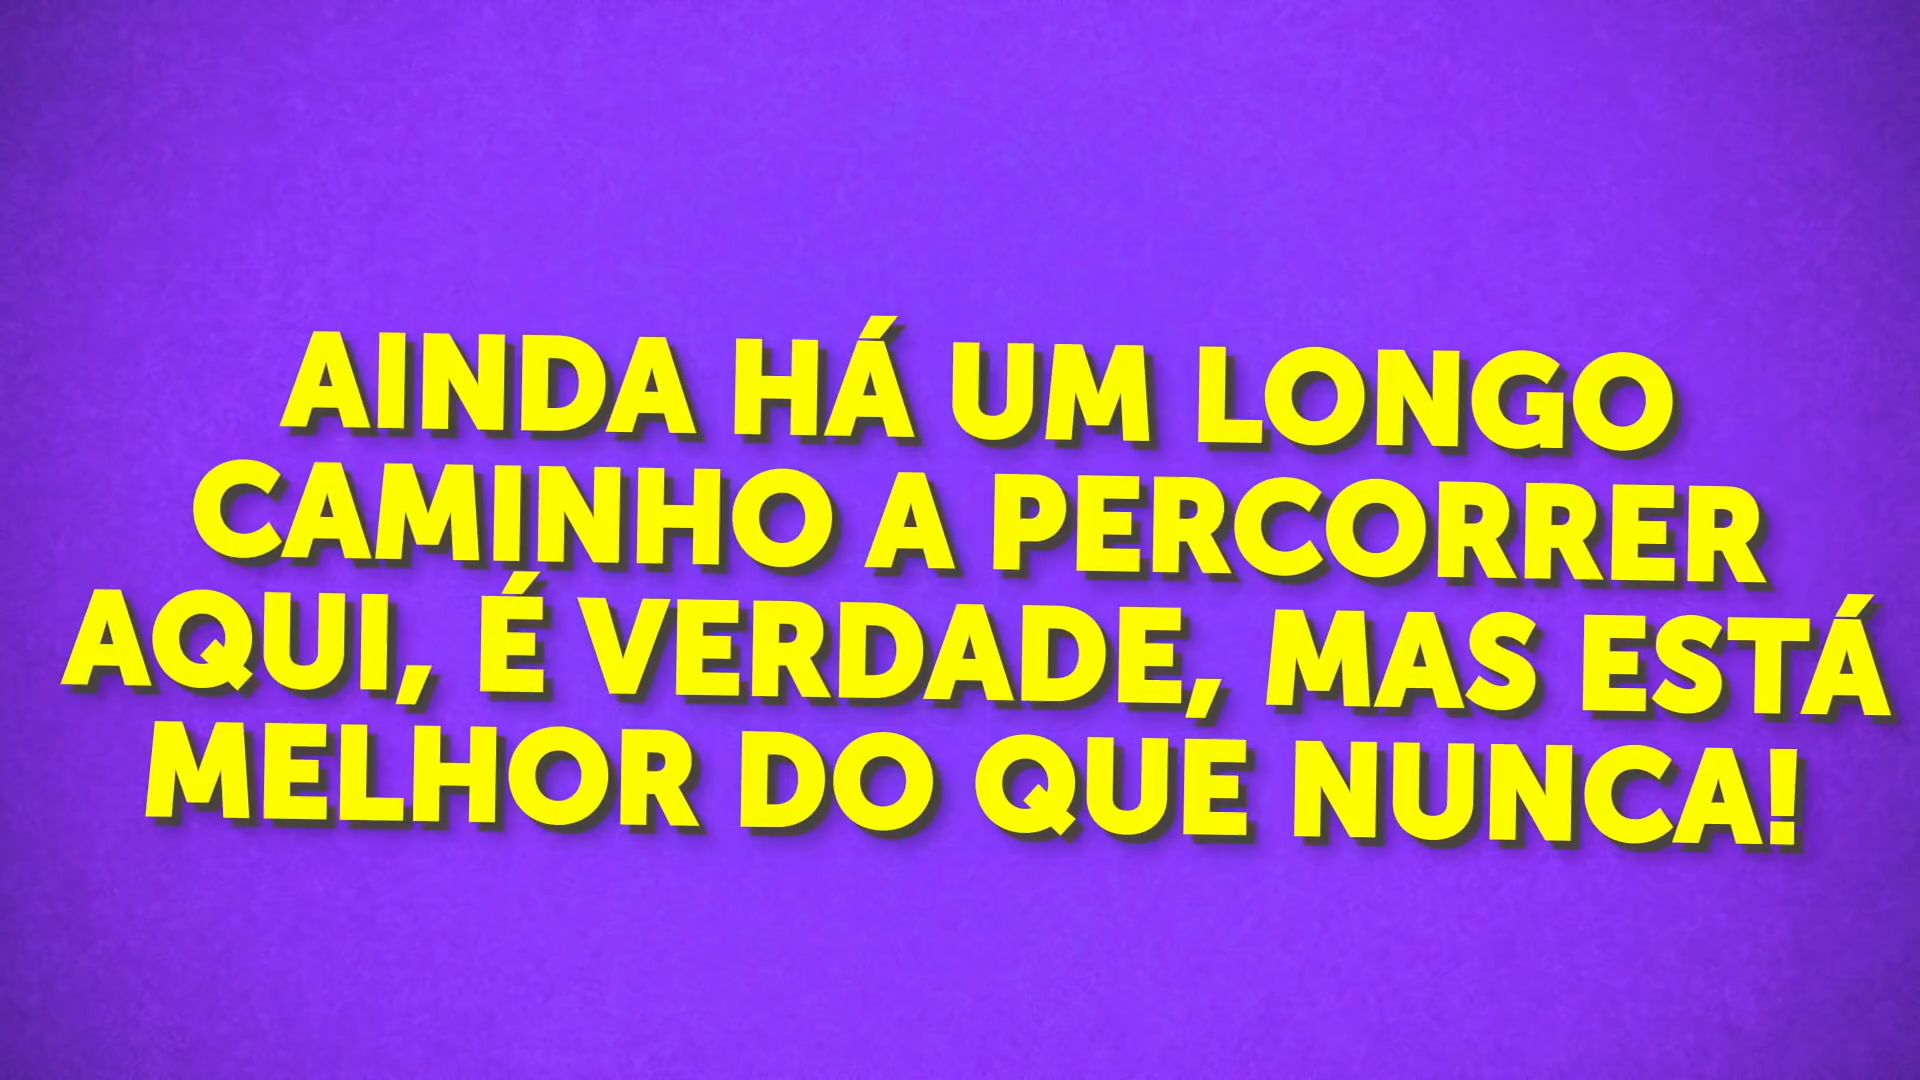 AINDA HÁ UM LONGO
CAMINHO A PERCORRER
AQUI, É VERDADE, MAS ESTÁ
MELHOR DO QUE NUNCA!